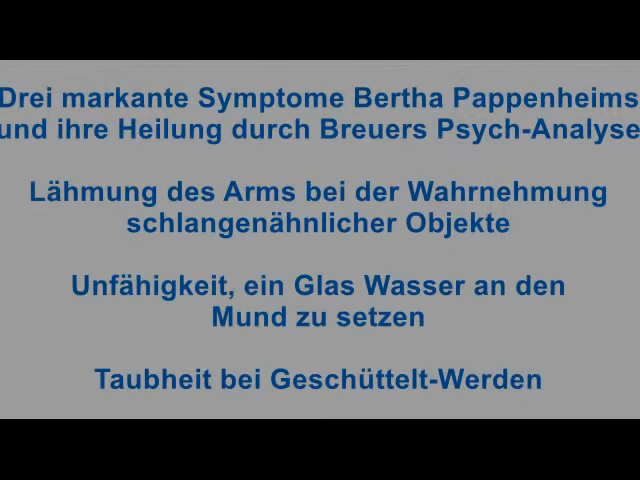 Drei markante Symptome Bertha Pappenheims
und ihre Heilung durch Breuers Psych-Analyse
Lähmung des Arms bei der Wahrnehmung
schlangenähnlicher Objekte
Unfähigkeit, ein Glas Wasser an den
Mund zu setzen
Taubheit bei Geschüttelt-Werden